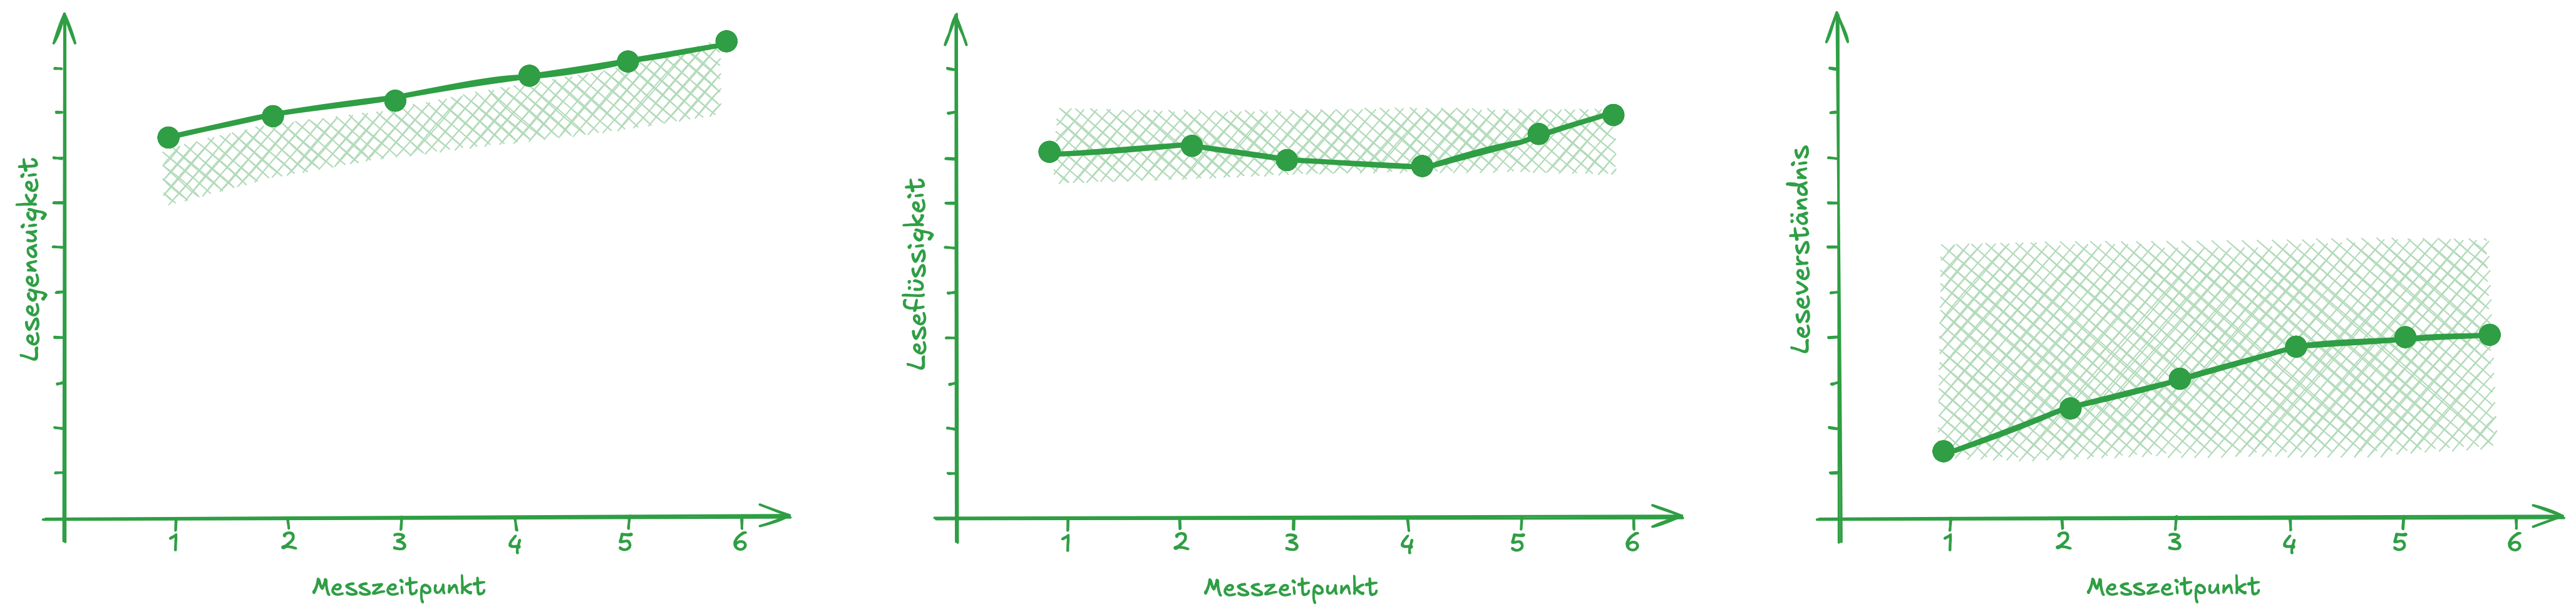 Lesegenauigkeit
1 2 3 4 5 6
Messzeitpunkt
Leseflüssigkeit
1 2 3 4 5 6
Messzeitpunkt
Leseverständnis
1 2 3 4 5 6
Messzeitpunkt